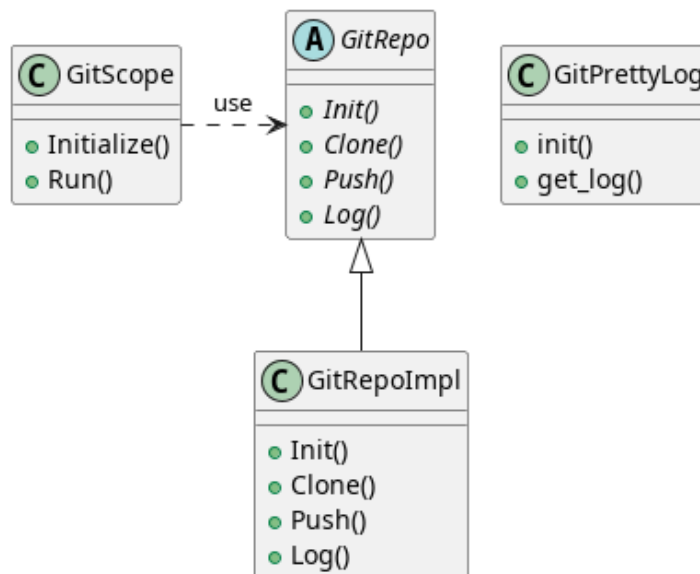 C GitScope
Initialize()
Run()
use
A GitRepo
Init()
Clone()
Push()
Log()
C GitPrettyLog
init()
get_log()
C GitRepoImpl
Init()
Clone()
Push()
Log()